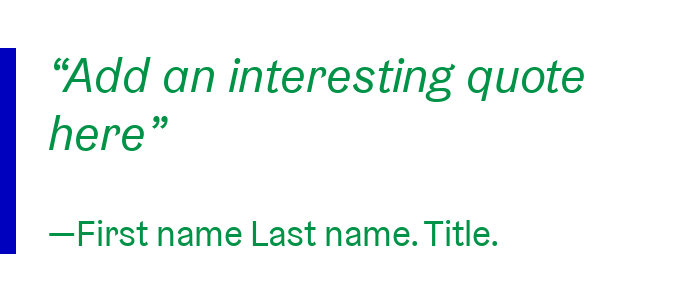 “Add an interesting quote
here”
—First name Last name. Title.